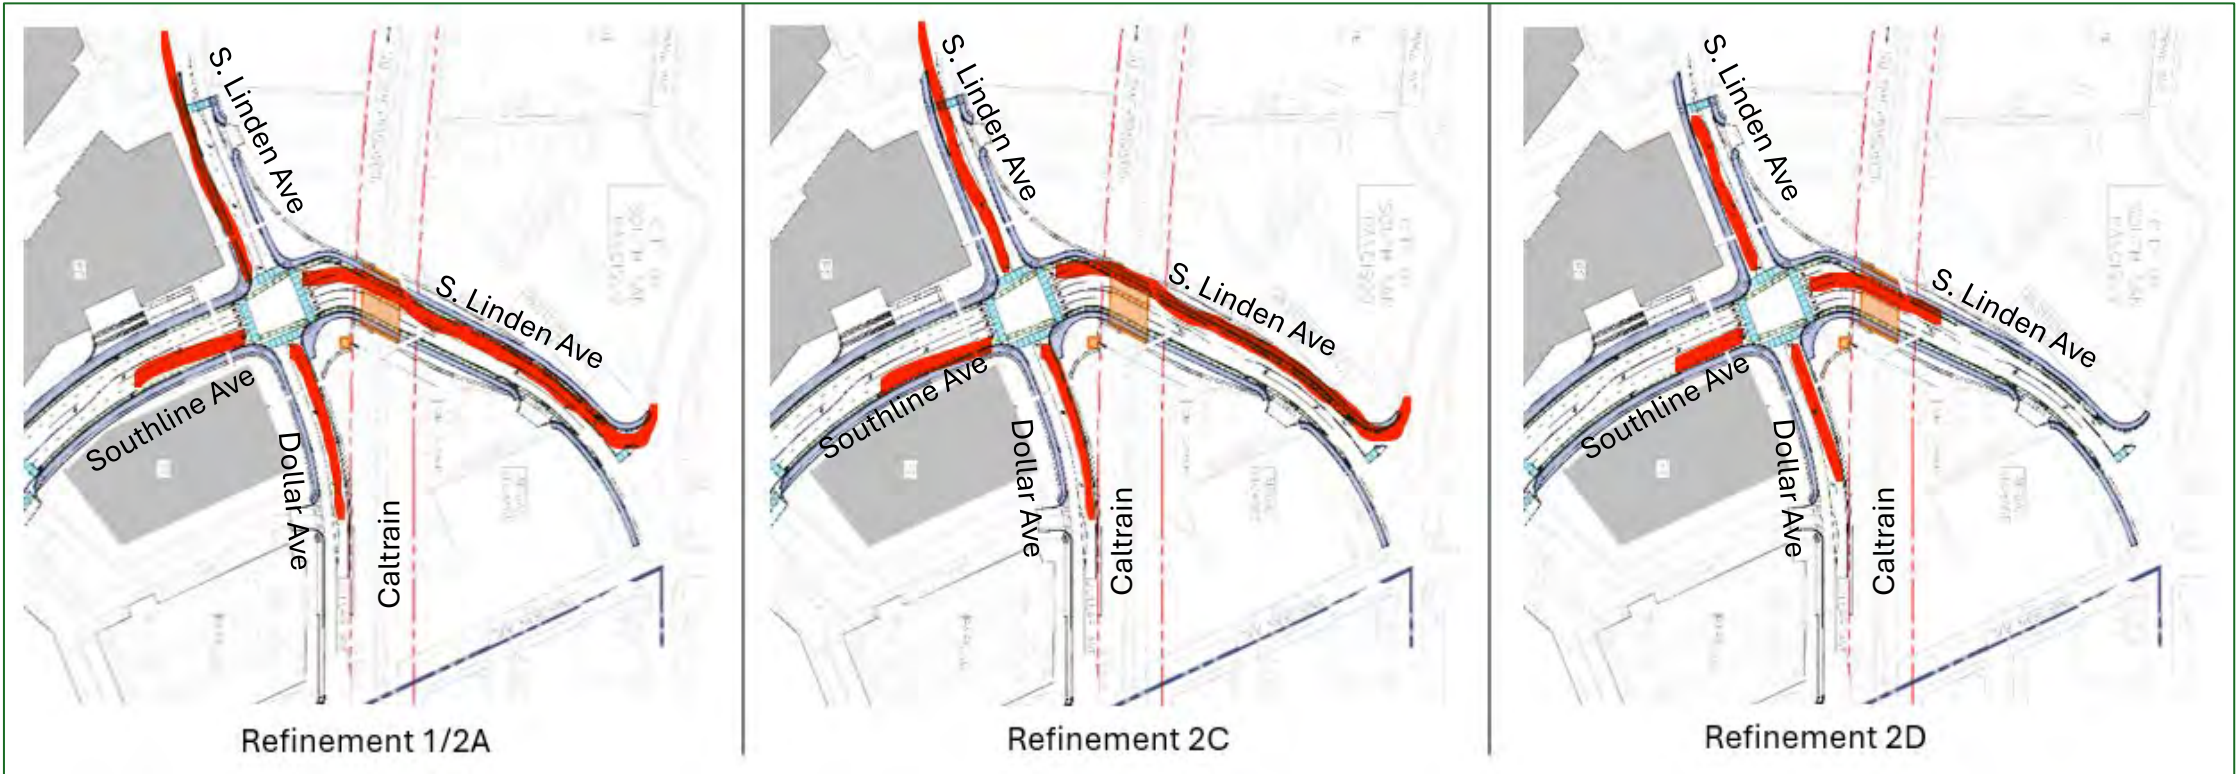 S. Linden Ave
S. Linden Ave
Southline Ave
Dollar Ave
Caltrain
Refinement 1/2A
S. Linden Ave
S. Linden Ave
Southline Ave
Dollar Ave
Caltrain
Refinement 2C
S. Linden Ave
S. Linden Ave
Southline Ave
Dollar Ave
Caltrain
Refinement 2D